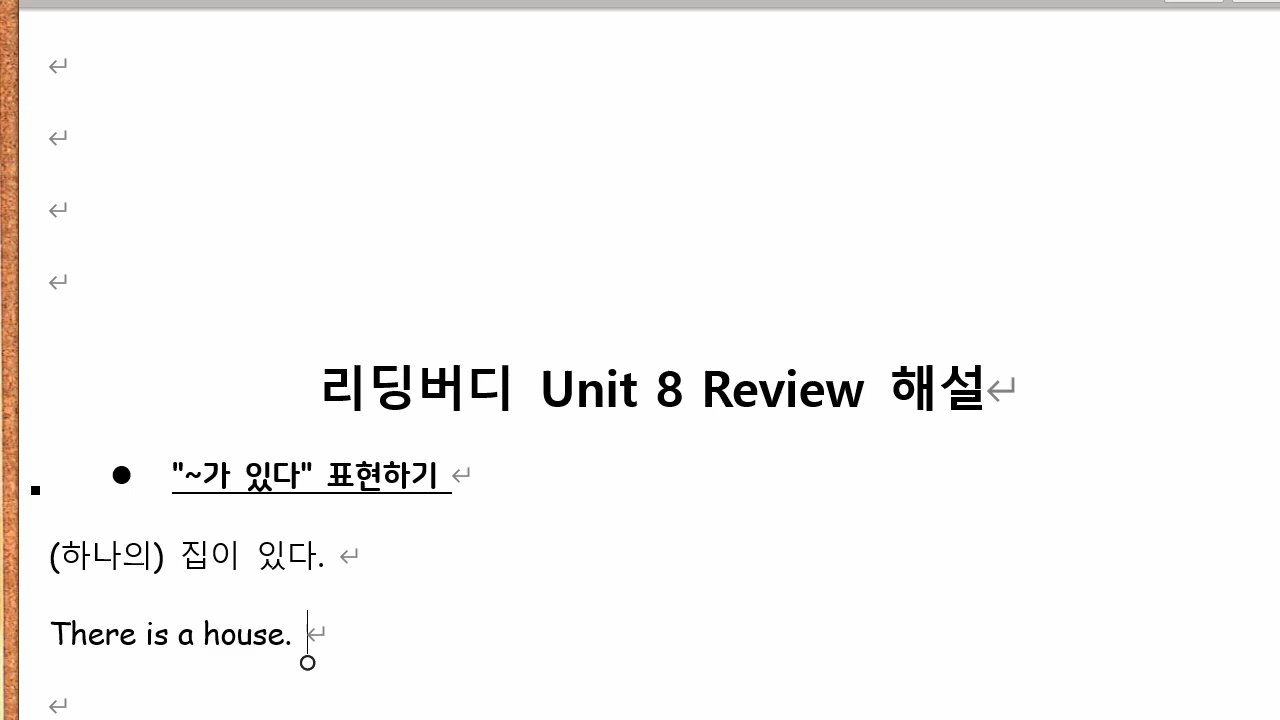 리딩버디 Unit 8 Review 해설
● "~가 있다" 표현하기
(하나의) 집이 있다.
There is a house.